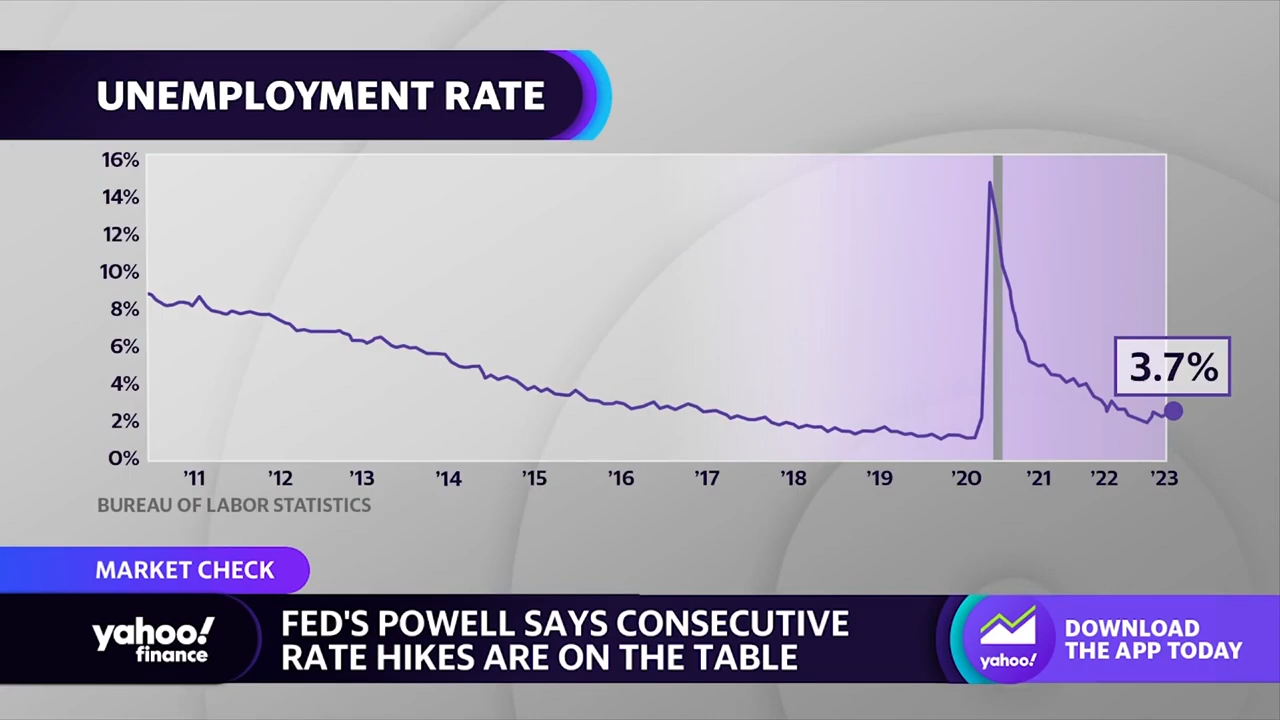 UNEMPLOYMENT RATE
16%
14%
12%
10%
8%
6%
4%
2%
0%
3.7%
’11 ’12 ’13 ’14 ’15 ’16 ’17 ’18 ’19 ’20 ’21 ’22 ’23
BUREAU OF LABOR STATISTICS
MARKET CHECK
yahoo!
finance
FED'S POWELL SAYS CONSECUTIVE
RATE HIKES ARE ON THE TABLE
yahoo!
DOWNLOAD
THE APP TODAY